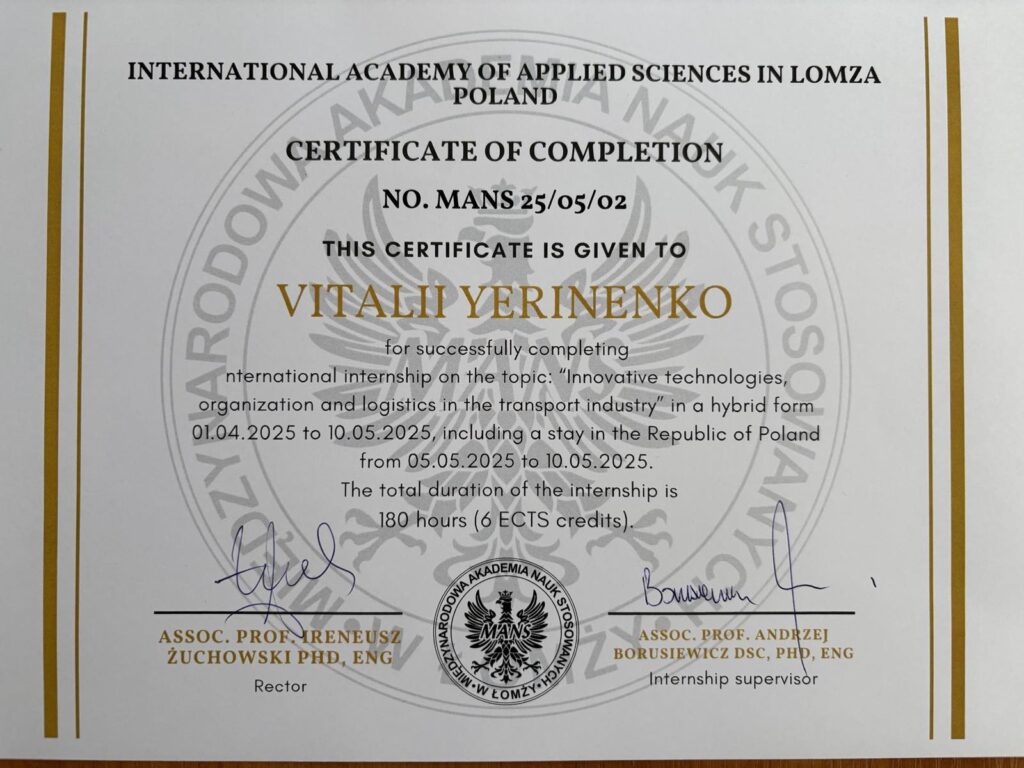 INTERNATIONAL ACADEMY OF APPLIED SCIENCES IN LOMZA
POLAND
CERTIFICATE OF COMPLETION
NO. MANS 25/05/02
THIS CERTIFICATE IS GIVEN TO
VITALII YERINENKO
for successfully completing
nternational internship on the topic: “Innovative technologies,
organization and logistics in the transport industry” in a hybrid form
01.04.2025 to 10.05.2025, including a stay in the Republic of Poland
from 05.05.2025 to 10.05.2025.
The total duration of the internship is
180 hours (6 ECTS credits).
ASSOC. PROF. IRENEUSZ
ŻUCHOWSKI PHD, ENG
Rector
MIĘDZYNARODOWA AKADEMIA NAUK STOSOWANYCH
MANS
• W ŁOMŻY •
ASSOC. PROF. ANDRZEJ
BORUSIEWICZ DSC, PHD, ENG
Internship supervisor
MIĘDZYNARODOWA AKADEMIA NAUK STOSOWANYCH
MANS